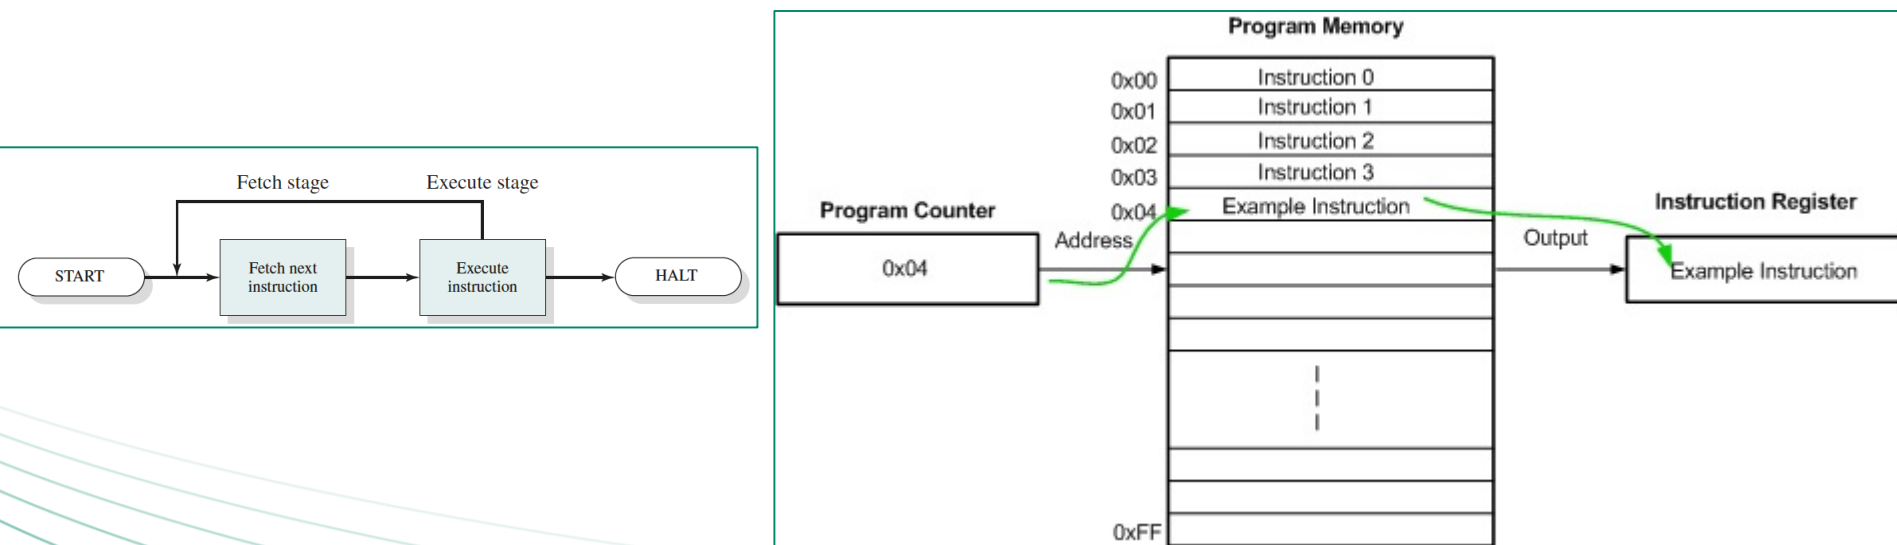 Fetch stage
Execute stage
START
Fetch next
instruction
Execute
instruction
HALT
Program Memory
0x00
Instruction 0
0x01
Instruction 1
0x02
Instruction 2
0x03
Instruction 3
0x04
Example Instruction
Program Counter
0x04
Address
Output
Instruction Register
Example Instruction
0xFF